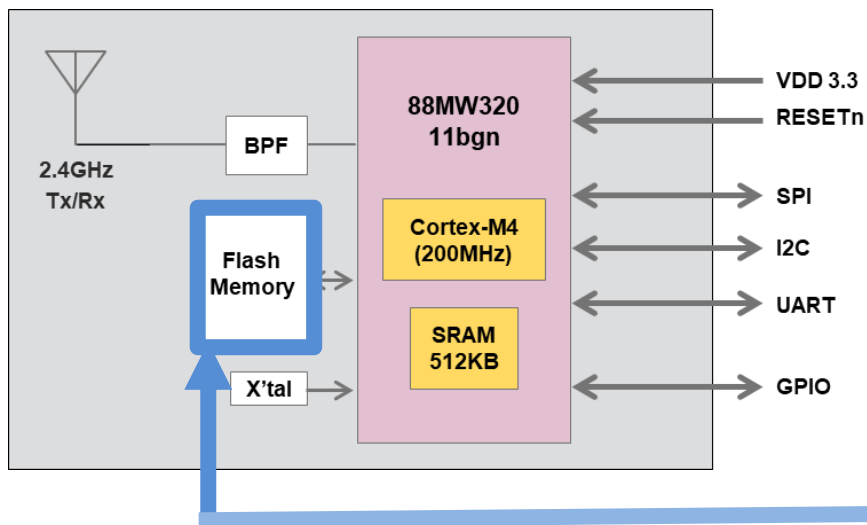 2.4GHz
Tx/Rx
BPF
Flash
Memory
X'tal
88MW320
11bgn
Cortex-M4
(200MHz)
SRAM
512KB
VDD 3.3
RESETn
SPI
I2C
UART
GPIO